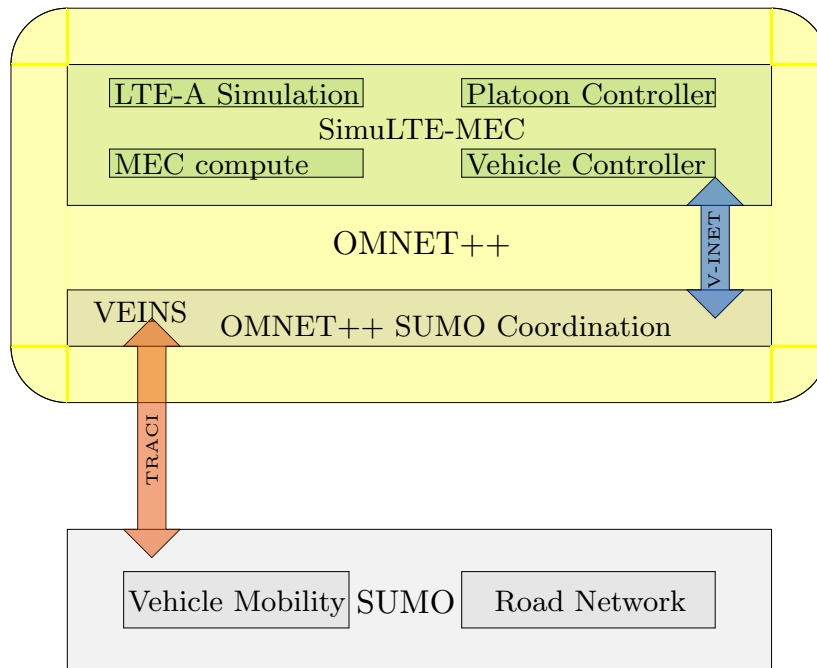 LTE-A Simulation
Platoon Controller
SimuLTE-MEC
MEC compute
Vehicle Controller
OMNET++
V-INET
VEINS
OMNET++ SUMO Coordination
TRACI
Vehicle Mobility
SUMO
Road Network